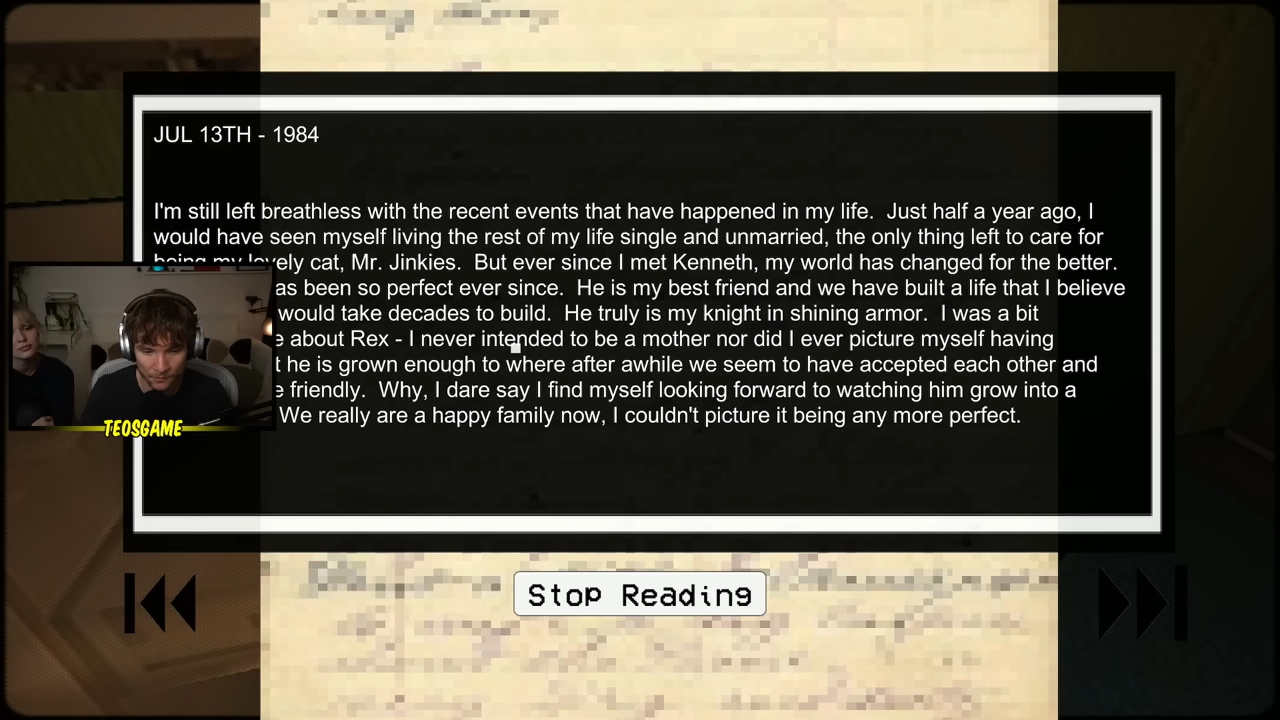 JUL 13TH - 1984
I'm still left breathless with the recent events that have happened in my life.  Just half a year ago, I
would have seen myself living the rest of my life single and unmarried, the only thing left to care for
being my lovely cat, Mr. Jinkies.  But ever since I met Kenneth, my world has changed for the better.
as been so perfect ever since.  He is my best friend and we have built a life that I believe
would take decades to build.  He truly is my knight in shining armor.  I was a bit
about Rex - I never intended to be a mother nor did I ever picture myself having
he is grown enough to where after awhile we seem to have accepted each other and
friendly.  Why, I dare say I find myself looking forward to watching him grow into a
We really are a happy family now, I couldn't picture it being any more perfect.
TEOSGAME
Stop Reading